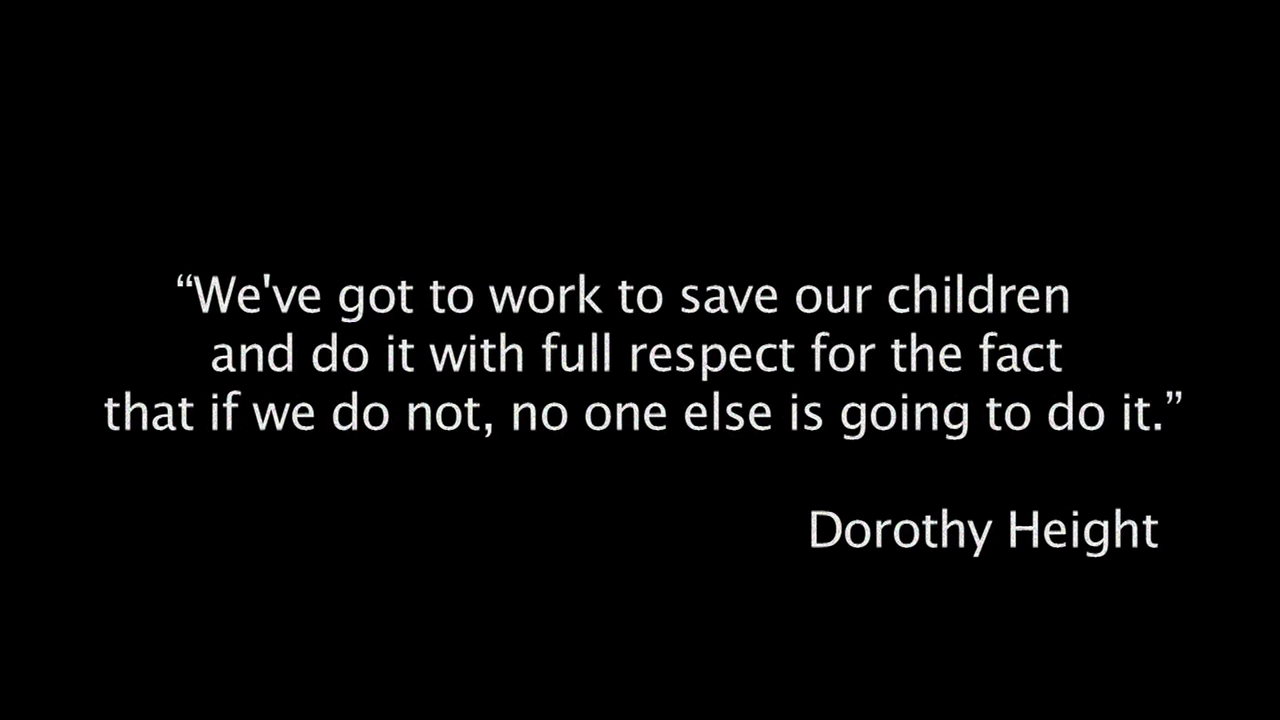 “We've got to work to save our children
and do it with full respect for the fact
that if we do not, no one else is going to do it.”
Dorothy Height